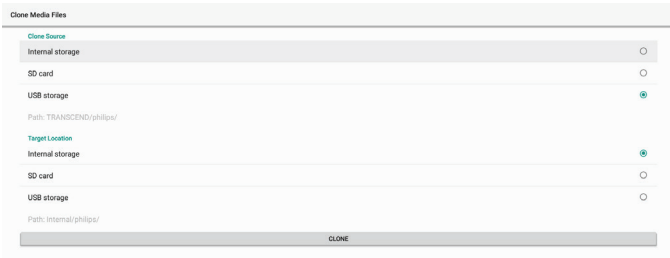 Clone Media Files
Clone Source
Internal storage
SD card
USB storage
Path: TRANSCEND/philips/
Target Location
Internal storage
SD card
USB storage
Path: internal/philips/
CLONE